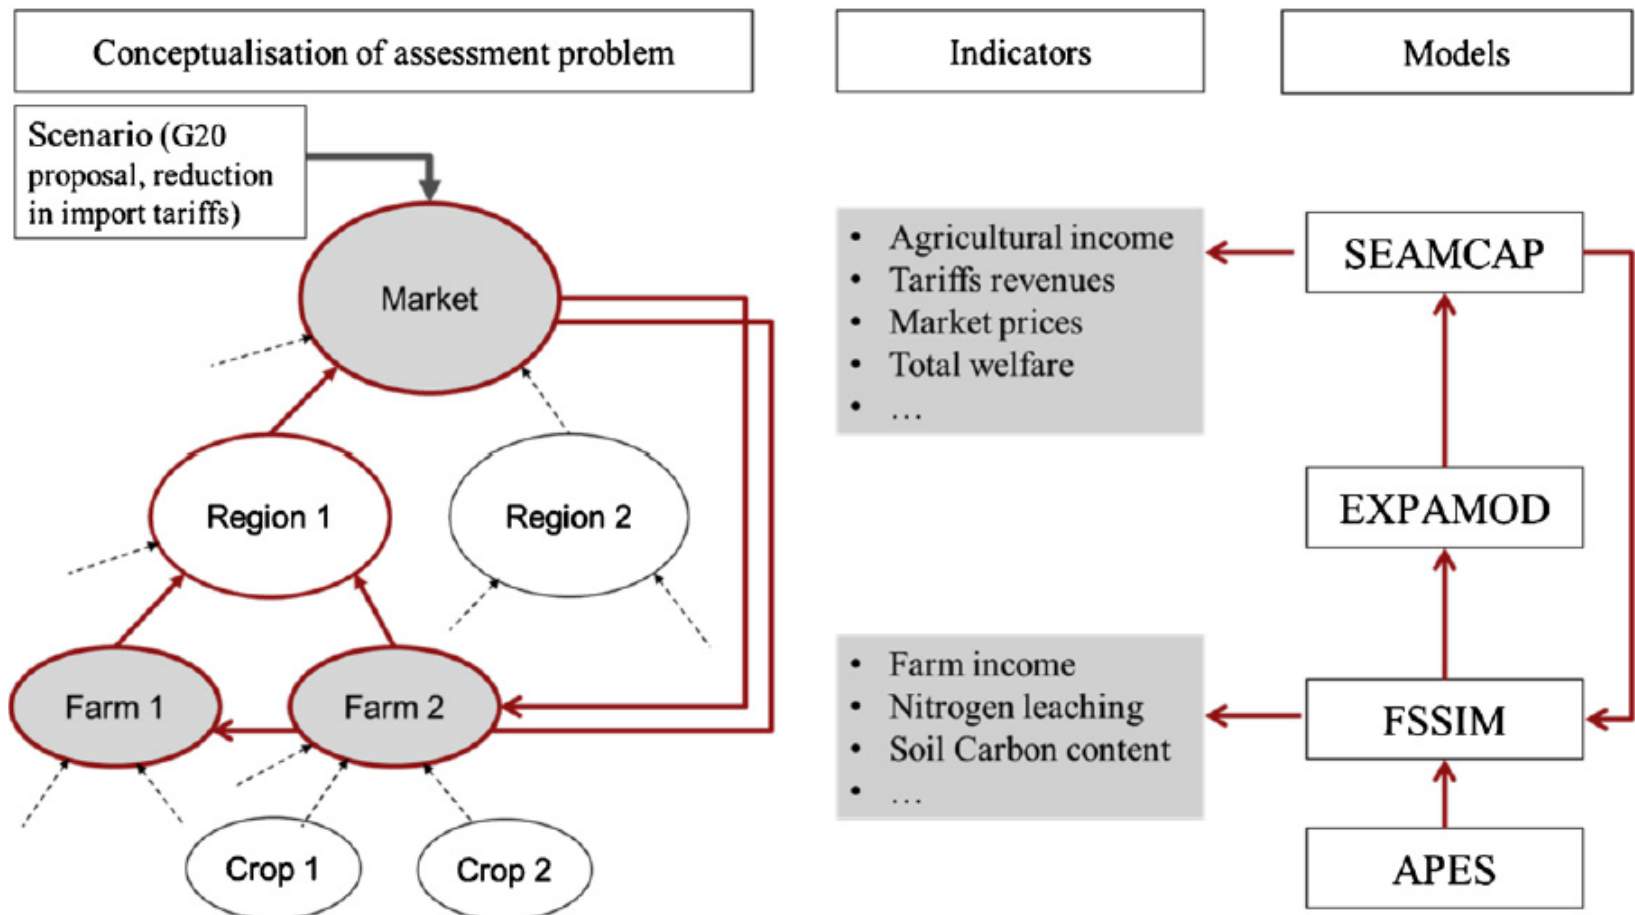 Conceptualisation of assessment problem
Indicators
Models
Scenario (G20
proposal, reduction
in import tariffs)
Market
Region 1
Region 2
Farm 1
Farm 2
Crop 1
Crop 2
• Agricultural income
• Tariffs revenues
• Market prices
• Total welfare
• …
• Farm income
• Nitrogen leaching
• Soil Carbon content
• …
SEAMCAP
EXPAMOD
FSSIM
APES